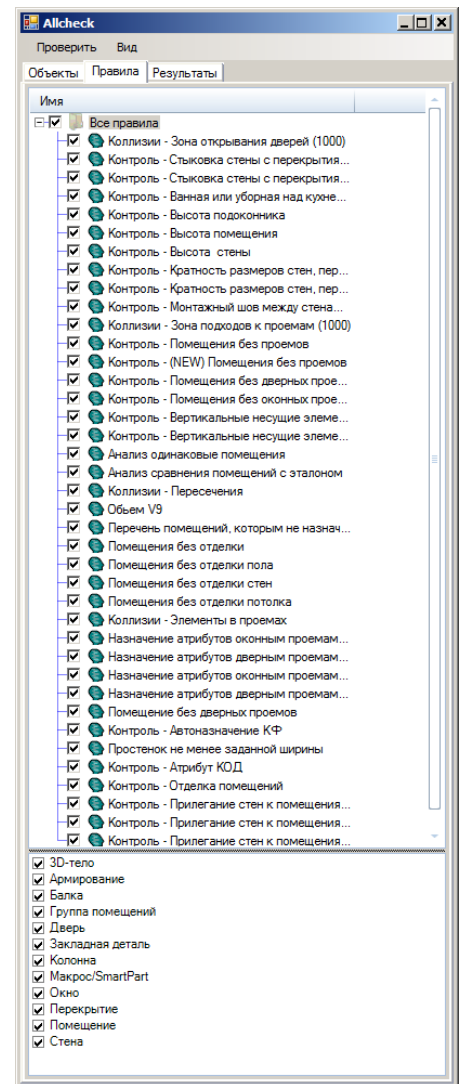 Allcheck
Проверить Вид
Объекты Правила Результаты
Имя
Все правила
Коллизии - Зона открывания дверей (1000)
Контроль - Стыковка стены с перекрытия...
Контроль - Стыковка стены с перекрытия...
Контроль - Ванная или уборная над кухне...
Контроль - Высота подоконника
Контроль - Высота помещения
Контроль - Высота стены
Контроль - Кратность размеров стен, пер...
Контроль - Кратность размеров стен, пер...
Контроль - Монтажный шов между стена...
Коллизии - Зона подходов к проемам (1000)
Контроль - Помещения без проемов
Контроль - (NEW) Помещения без проемов
Контроль - Помещения без дверных прое...
Контроль - Помещения без оконных прое...
Контроль - Вертикальные несущие элеме...
Контроль - Вертикальные несущие элеме...
Анализ одинаковые помещения
Анализ сравнения помещений с эталоном
Коллизии - Пересечения
Обьем V9
Перечень помещений, которым не назнач...
Помещения без отделки
Помещения без отделки пола
Помещения без отделки стен
Помещения без отделки потолка
Коллизии - Элементы в проемах
Назначение атрибутов оконным проемам...
Назначение атрибутов дверным проемам...
Назначение атрибутов оконным проемам...
Назначение атрибутов дверным проемам...
Помещение без дверных проемов
Контроль - Автоназначение КФ
Простенок не менее заданной ширины
Контроль - Атрибут КОД
Контроль - Отделка помещений
Контроль - Прилегание стен к помещения...
Контроль - Прилегание стен к помещения...
Контроль - Прилегание стен к помещения...
3D-тело
Армирование
Балка
Группа помещений
Дверь
Закладная деталь
Колонна
Макрос/SmartPart
Окно
Перекрытие
Помещение
Стена